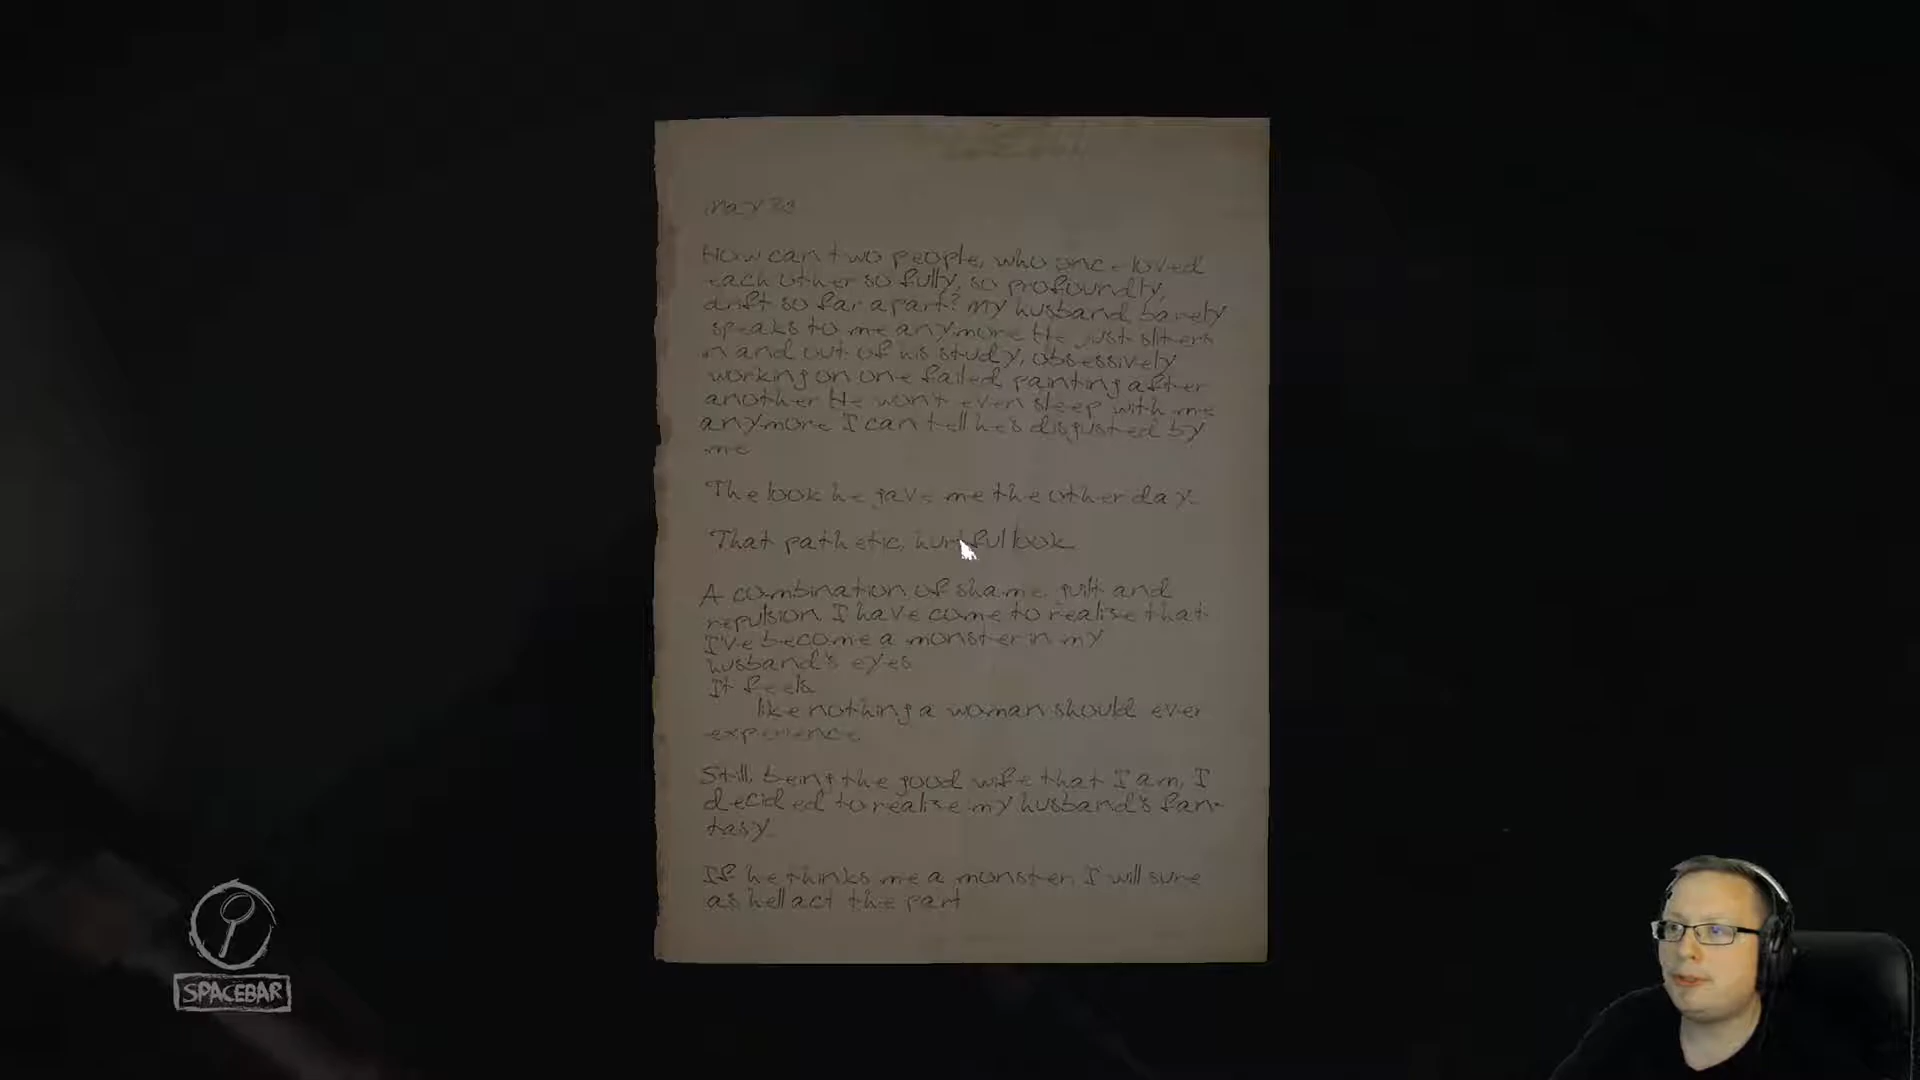 May 23
How can two people, who once loved
each other so fully, so profoundly,
drift so far apart? My husband barely
speaks to me anymore He just slithers
in and out of his study, obsessively
working on one failed painting after
another He won't even sleep with me
anymore I can tell he's disgusted by
me
The look he gave me the other day.
That pathetic, hurtful look
A combination of shame, guilt and
repulsion. I have come to realise that
I've become a monster in my
husband's eyes
It feels
like nothing a woman should ever
experience
Still, being the good wife that I am, I
decided to realise my husband's fan-
tasy.
If he thinks me a monster, I will sure
as hell act the part
SPACEBAR